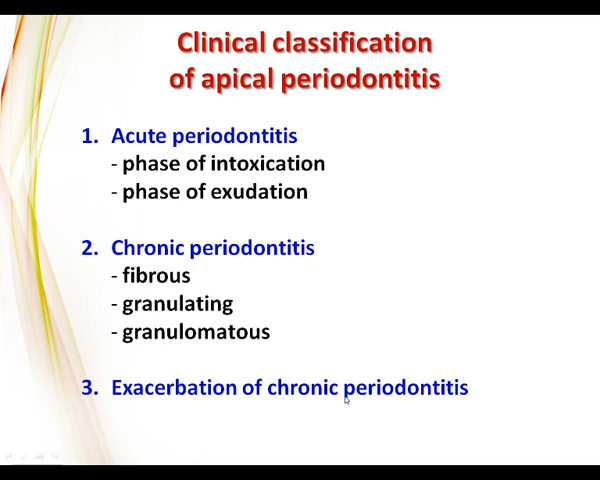 Clinical classification
of apical periodontitis
1. Acute periodontitis
- phase of intoxication
- phase of exudation
2. Chronic periodontitis
- fibrous
- granulating
- granulomatous
3. Exacerbation of chronic periodontitis